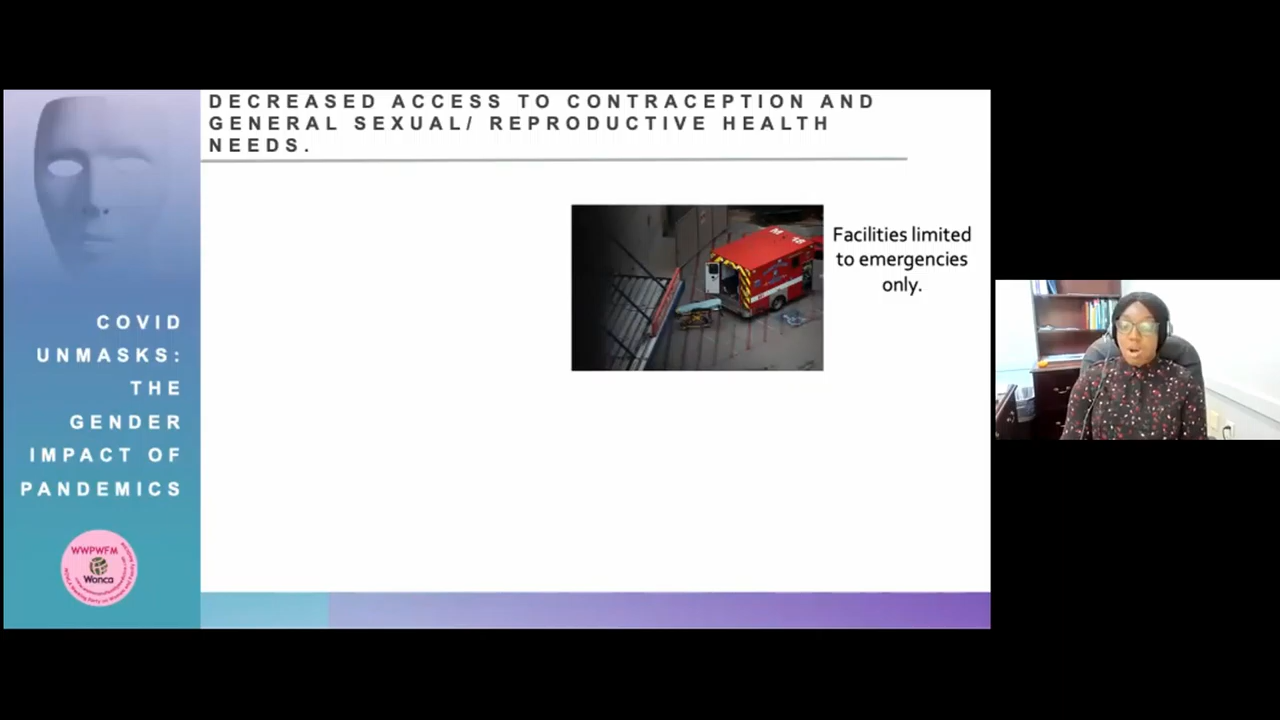 DECREASED ACCESS TO CONTRACEPTION AND
GENERAL SEXUAL/ REPRODUCTIVE HEALTH
NEEDS.
Facilities limited
to emergencies
only.
COVID
UNMASKS:
THE
GENDER
IMPACT OF
PANDEMICS
WWPWFM
Wonca
M 18